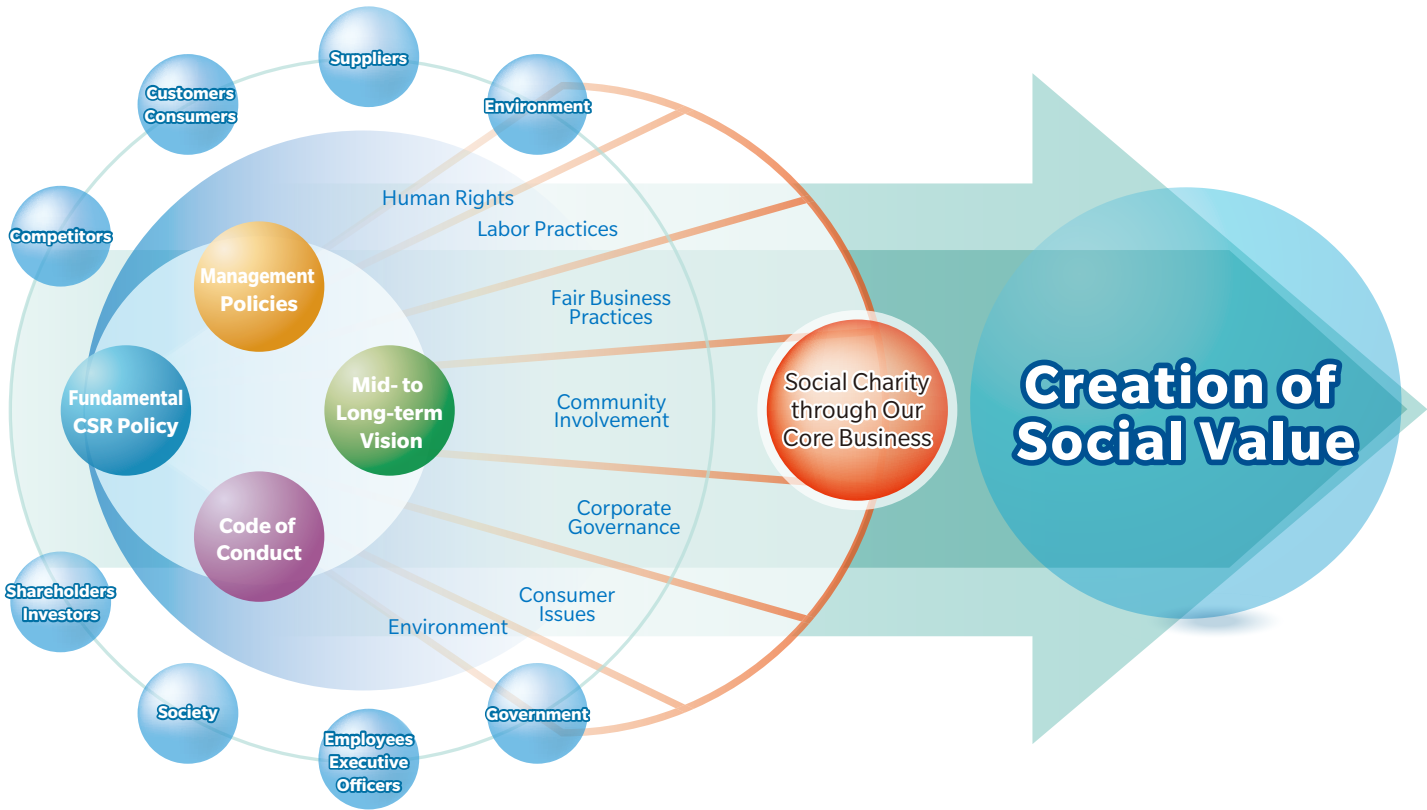 Suppliers
Customers
Consumers
Environment
Competitors
Human Rights
Labor Practices
Management
Policies
Fair Business
Practices
Fundamental
CSR Policy
Mid- to
Long-term
Vision
Community
Involvement
Social Charity
through Our
Core Business
Creation of
Social Value
Code of
Conduct
Corporate
Governance
Shareholders
Investors
Consumer
Issues
Environment
Society
Employees
Executive
Officers
Government